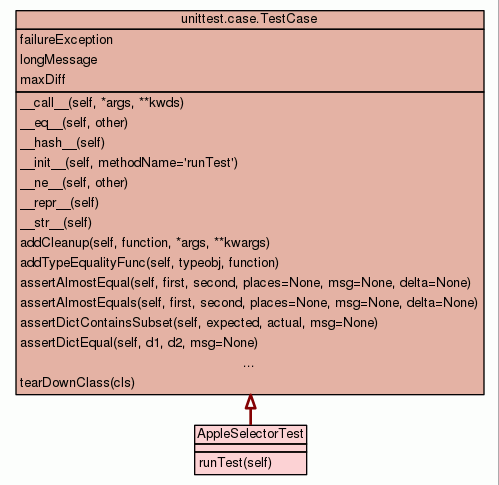 unittest.case.TestCase
failureException
longMessage
maxDiff
__call__(self, *args, **kwds)
__eq__(self, other)
__hash__(self)
__init__(self, methodName='runTest')
__ne__(self, other)
__repr__(self)
__str__(self)
addCleanup(self, function, *args, **kwargs)
addTypeEqualityFunc(self, typeobj, function)
assertAlmostEqual(self, first, second, places=None, msg=None, delta=None)
assertAlmostEquals(self, first, second, places=None, msg=None, delta=None)
assertDictContainsSubset(self, expected, actual, msg=None)
assertDictEqual(self, d1, d2, msg=None)
...
tearDownClass(cls)
AppleSelectorTest
runTest(self)